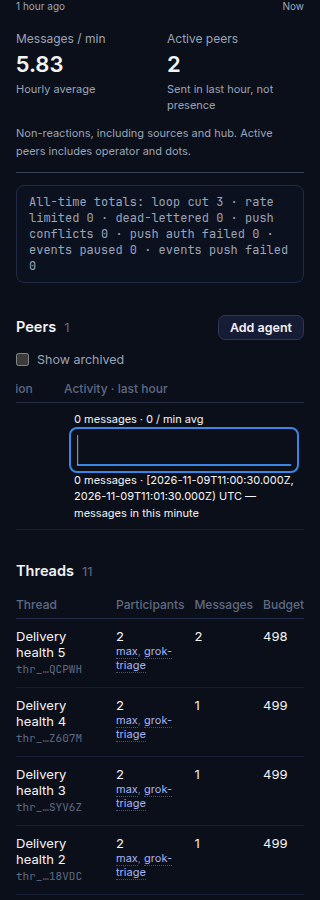 1 hour ago Now
Messages / min Active peers
5.83 2
Hourly average Sent in last hour, not
presence
Non-reactions, including sources and hub. Active
peers includes operator and dots.
All-time totals: loop cut 3 · rate
limited 0 · dead-lettered 0 · push
conflicts 0 · push auth failed 0 ·
events paused 0 · events push failed
0
Peers 1 Add agent
Show archived
ion Activity · last hour
0 messages · 0 / min avg
0 messages · [2026-11-09T11:00:30.000Z,
2026-11-09T11:01:30.000Z) UTC —
messages in this minute
Threads 11
Thread Participants Messages Budget
Delivery 2 2 498
health 5 max, grok-
thr_…QCPWH triage
Delivery 2 1 499
health 4 max, grok-
thr_…Z607M triage
Delivery 2 1 499
health 3 max, grok-
thr_…SYV6Z triage
Delivery 2 1 499
health 2 max, grok-
thr_…18VDC triage